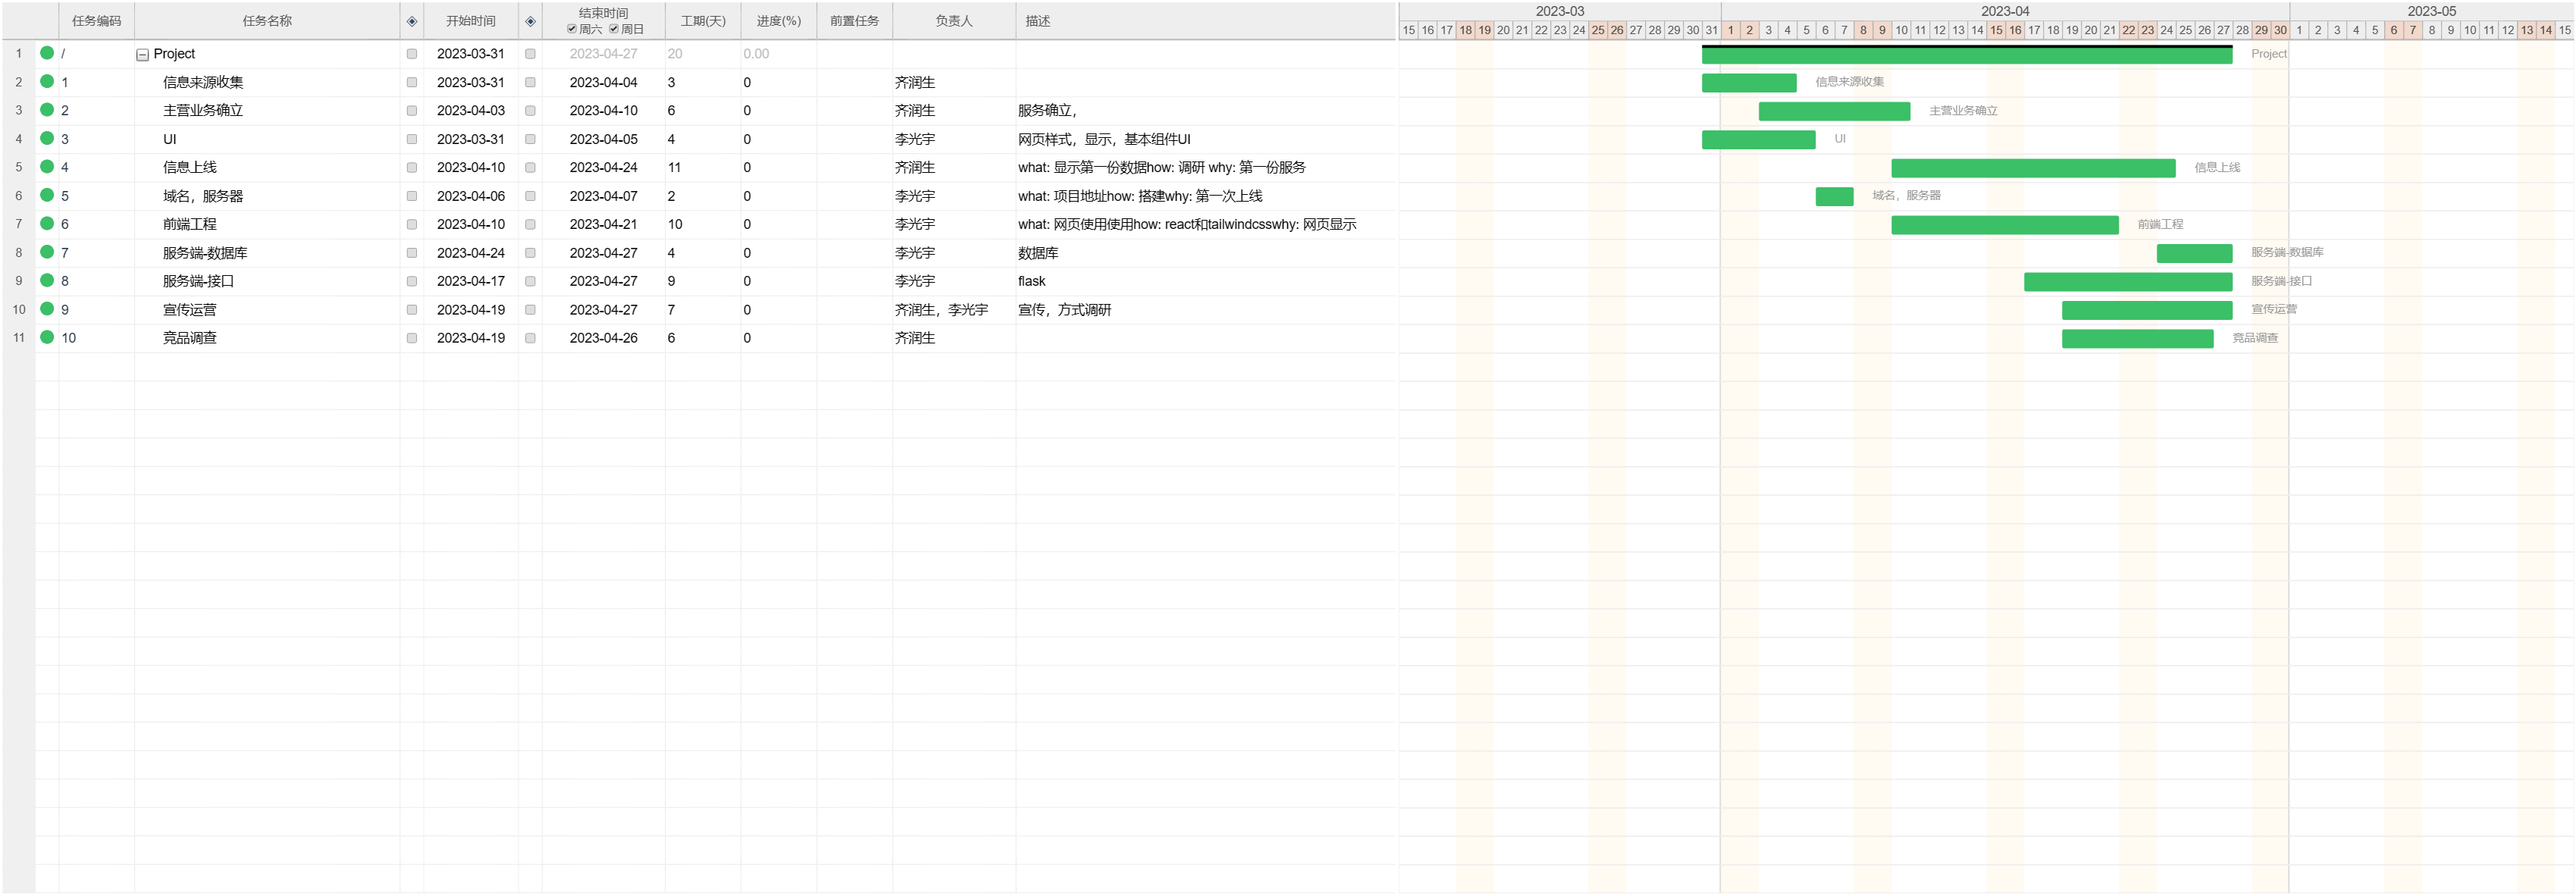 任务编码 任务名称 开始时间 结束时间 工期(天) 进度(%) 前置任务 负责人 描述
周六 周日
2023-03 2023-04 2023-05
15 16 17 18 19 20 21 22 23 24 25 26 27 28 29 30 31 1 2 3 4 5 6 7 8 9 10 11 12 13 14 15 16 17 18 19 20 21 22 23 24 25 26 27 28 29 30 1 2 3 4 5 6 7 8 9 10 11 12 13 14 15
1 / Project 2023-03-31 2023-04-27 20 0.00 Project
2 1 信息来源收集 2023-03-31 2023-04-04 3 0 齐润生 信息来源收集
3 2 主营业务确立 2023-04-03 2023-04-10 6 0 齐润生 服务确立, 主营业务确立
4 3 UI 2023-03-31 2023-04-05 4 0 李光宇 网页样式，显示，基本组件UI UI
5 4 信息上线 2023-04-10 2023-04-24 11 0 齐润生 what: 显示第一份数据how: 调研 why: 第一份服务 信息上线
6 5 域名，服务器 2023-04-06 2023-04-07 2 0 李光宇 what: 项目地址how: 搭建why: 第一次上线 域名，服务器
7 6 前端工程 2023-04-10 2023-04-21 10 0 李光宇 what: 网页使用使用how: react和tailwindcsswhy: 网页显示 前端工程
8 7 服务端-数据库 2023-04-24 2023-04-27 4 0 李光宇 数据库 服务端-数据库
9 8 服务端-接口 2023-04-17 2023-04-27 9 0 李光宇 flask 服务端-接口
10 9 宣传运营 2023-04-19 2023-04-27 7 0 齐润生，李光宇 宣传，方式调研 宣传运营
11 10 竞品调查 2023-04-19 2023-04-26 6 0 齐润生 竞品调查